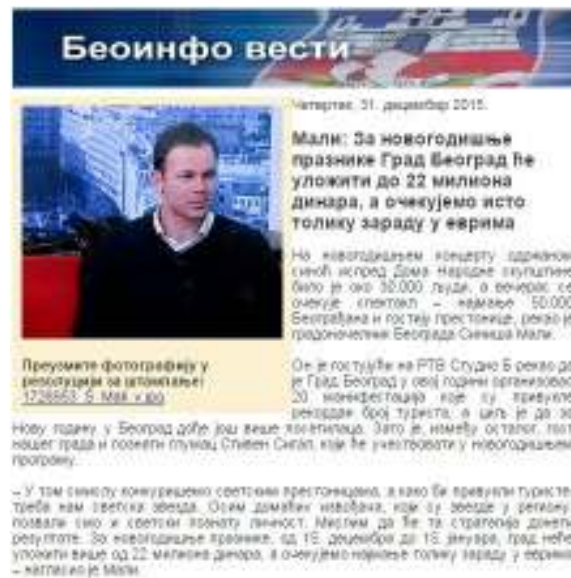 Беоинфо вести
Четвртак, 31. децембар 2015.
Мали: За новогодишње
празнике Град Београд ће
уложити до 22 милиона
динара, а очекујемо исто
толику зараду у еврима
На новогодишњем концерту одржаном
синоћ испред Дома Народне скупштине
било је око 30.000 људи, а вечерас се
очекује спектакл – најмање 50.000
Београђана и гостију престонице, рекао је
градоначелник Београда Синиша Мали.
Преузмите фотографију у
резолуцији за штампање:
Он је гостујући на РТВ Студио Б рекао да
је Град Београд у овој години организовао
20 манифестација које су привукле
рекордан број туриста, а циљ је да за
Нову годину у Београд дође још више посетилаца. Зато је, између осталог, гост
нашег града и познати глумац Стивен Сигал, који ће учествовати у новогодишњем
програму.
– У том смислу конкуришемо светским престоницама, а како би привукли туристе
треба нам светска звезда. Осим домаћих извођача, који су звезде у региону,
позвали смо и светски познату личност. Мислим да ће та стратегија донети
резултате. За новогодишње празнике, од 15. децембра до 15. јануара, град неће
уложити више од 22 милиона динара, а очекујемо најмање толику зараду у еврима
– нагласио је Мали.